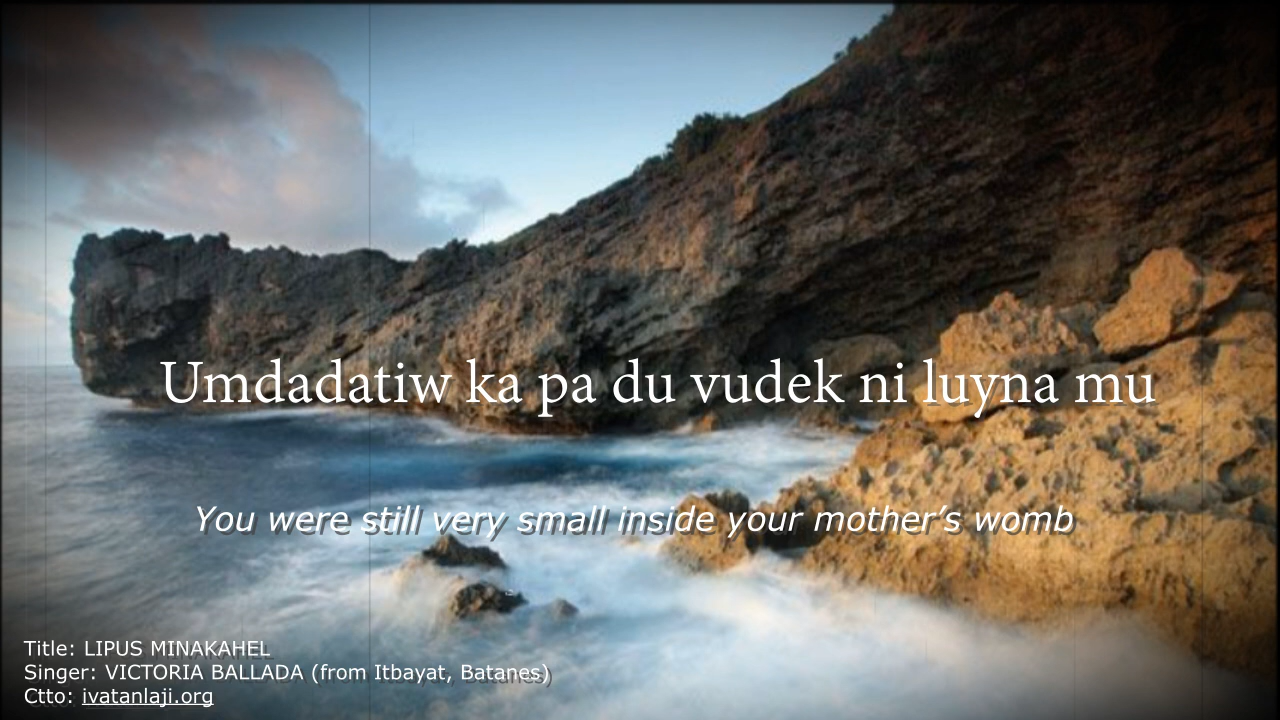 Umdadatiw ka pa du vudek ni luyna mu
You were still very small inside your mother’s womb
Title: LIPUS MINAKAHEL
Singer: VICTORIA BALLADA (from Itbayat, Batanes)
Ctto: ivatanlaji.org